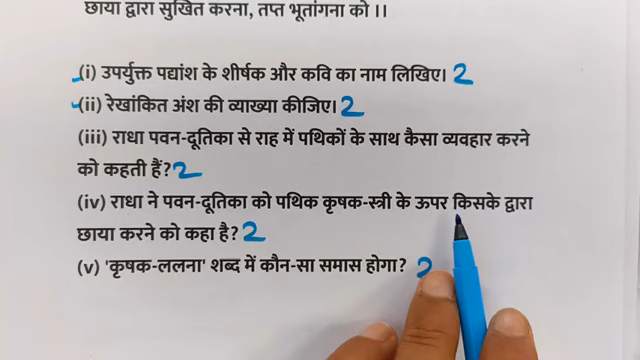 छाया द्वारा सुखित करना, तप्त भूतांगना को ।।
(i) उपर्युक्त पद्यांश के शीर्षक और कवि का नाम लिखिए। 2
(ii) रेखांकित अंश की व्याख्या कीजिए। 2
(iii) राधा पवन-दूतिका से राह में पथिकों के साथ कैसा व्यवहार करने
को कहती हैं? 2
(iv) राधा ने पवन-दूतिका को पथिक कृषक-स्त्री के ऊपर किसके द्वारा
छाया करने को कहा है? 2
(v) 'कृषक-ललना' शब्द में कौन-सा समास होगा? 2